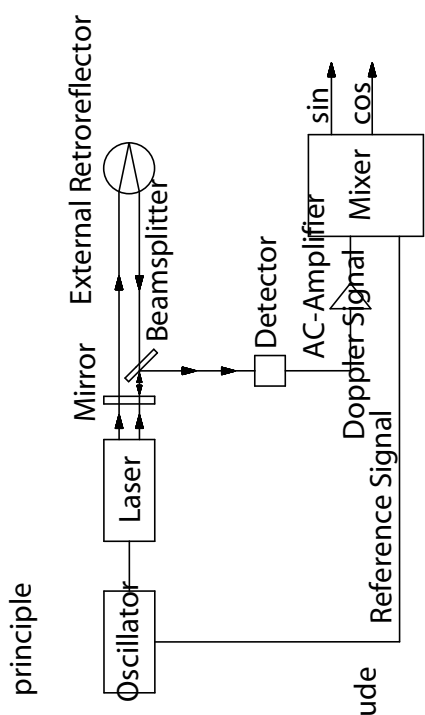 principle
Oscillator
Laser
Mirror
External Retroreflector
Beamsplitter
Detector
AC-Amplifier
Doppler Signal
Reference Signal
Mixer
sin
cos
ude